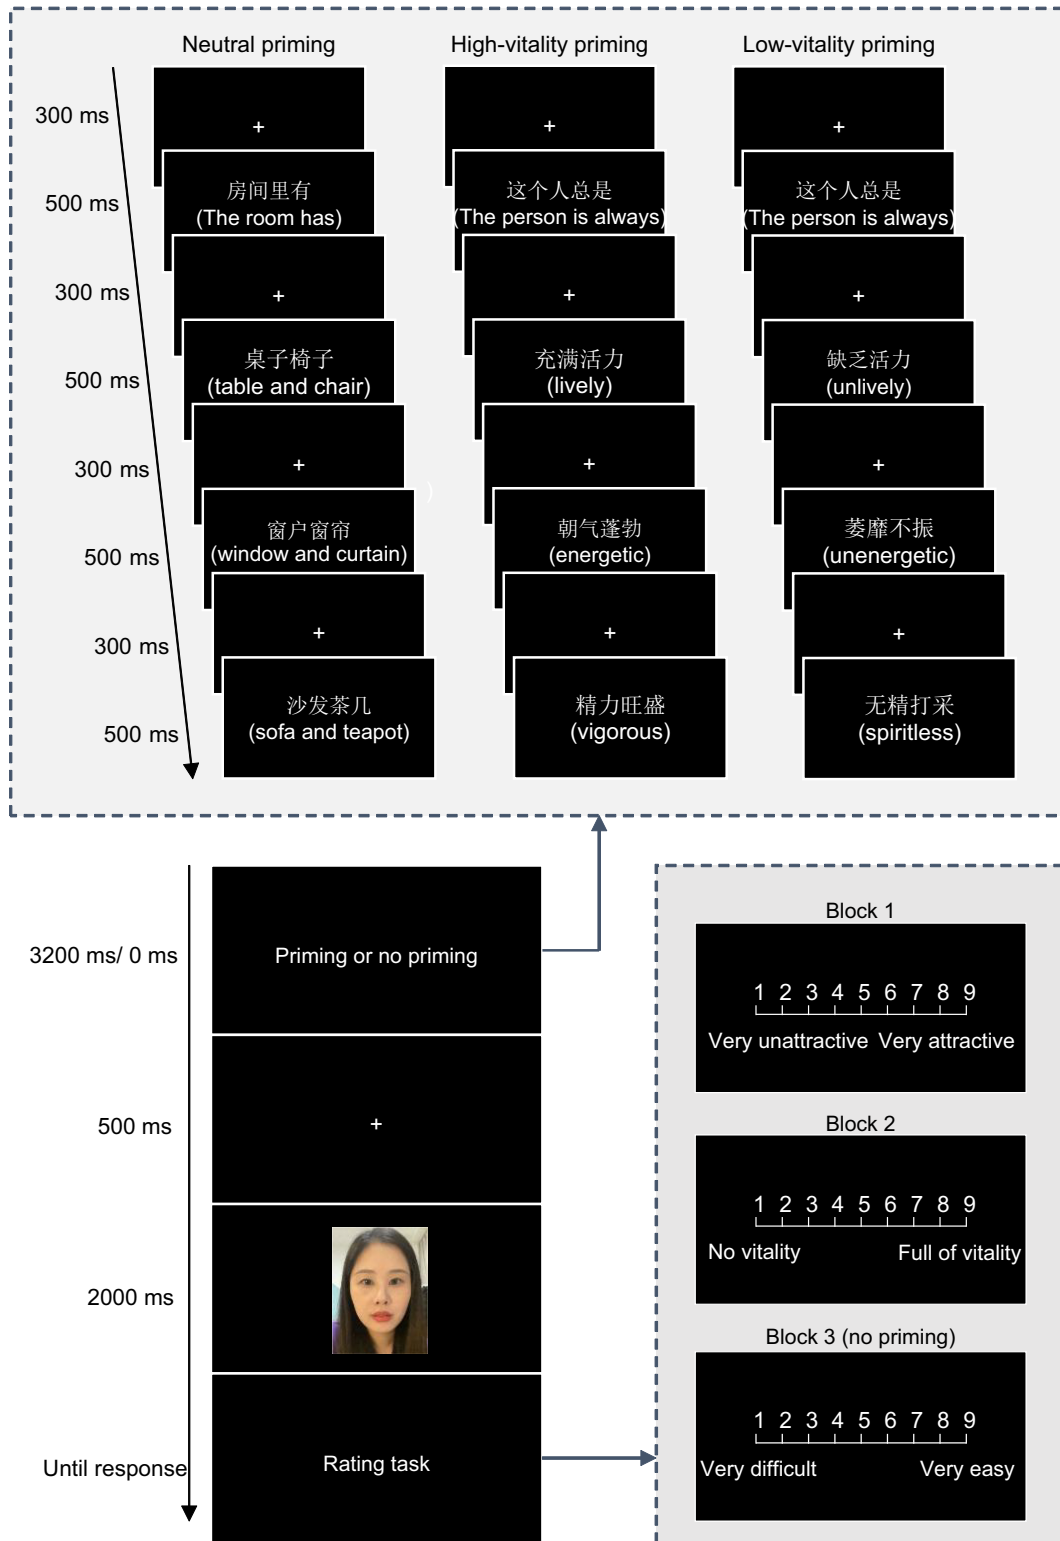 Neutral priming
High-vitality priming
Low-vitality priming
300 ms
+
+
+
500 ms
房间里有
(The room has)
这个人总是
(The person is always)
这个人总是
(The person is always)
300 ms
+
+
+
500 ms
桌子椅子
(table and chair)
充满活力
(lively)
缺乏活力
(unlively)
300 ms
+
+
+
)
500 ms
窗户窗帘
(window and curtain)
朝气蓬勃
(energetic)
萎靡不振
(unenergetic)
300 ms
+
+
+
500 ms
沙发茶几
(sofa and teapot)
精力旺盛
(vigorous)
无精打采
(spiritless)
3200 ms/ 0 ms
Priming or no priming
500 ms
+
2000 ms
Until response
Rating task
Block 1
1 2 3 4 5 6 7 8 9
Very unattractive Very attractive
Block 2
1 2 3 4 5 6 7 8 9
No vitality Full of vitality
Block 3 (no priming)
1 2 3 4 5 6 7 8 9
Very difficult Very easy